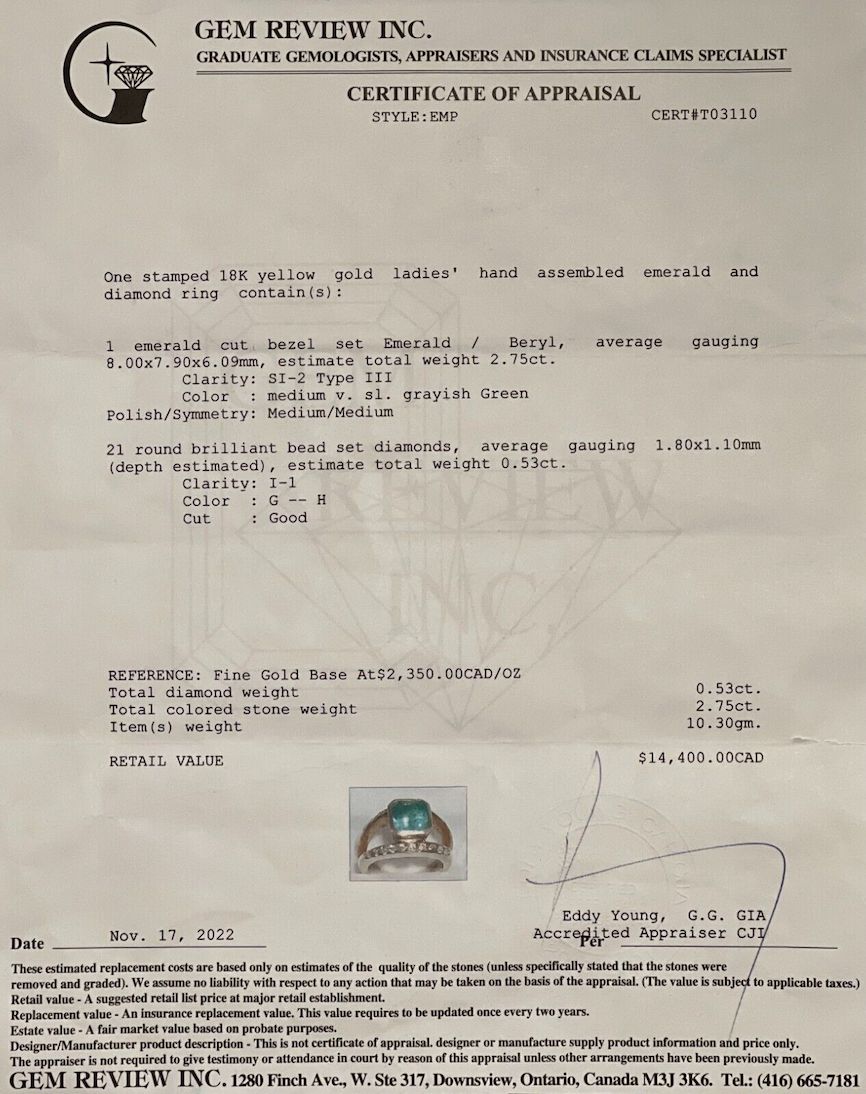 GEM REVIEW INC.
GRADUATE GEMOLOGISTS, APPRAISERS AND INSURANCE CLAIMS SPECIALIST
CERTIFICATE OF APPRAISAL
STYLE:EMP CERT#T03110
One stamped 18K yellow gold ladies' hand assembled emerald and
diamond ring contain(s):
1 emerald cut bezel set Emerald / Beryl, average gauging
8.00x7.90x6.09mm, estimate total weight 2.75ct.
Clarity: SI-2 Type III
Color : medium v. sl. grayish Green
Polish/Symmetry: Medium/Medium
21 round brilliant bead set diamonds, average gauging 1.80x1.10mm
(depth estimated), estimate total weight 0.53ct.
Clarity: I-1
Color : G -- H
Cut : Good
REVIEW
INC.
REFERENCE: Fine Gold Base At$2,350.00CAD/OZ
Total diamond weight 0.53ct.
Total colored stone weight 2.75ct.
Item(s) weight 10.30gm.
RETAIL VALUE $14,400.00CAD
Eddy Young, G.G. GIA
Accredited Appraiser CJI
Date Nov. 17, 2022 Per
These estimated replacement costs are based only on estimates of the quality of the stones (unless specifically stated that the stones were
removed and graded). We assume no liability with respect to any action that may be taken on the basis of the appraisal. (The value is subject to applicable taxes.)
Retail value - A suggested retail list price at major retail establishment.
Replacement value - An insurance replacement value. This value requires to be updated once every two years.
Estate value - A fair market value based on probate purposes.
Designer/Manufacturer product description - This is not certificate of appraisal. designer or manufacture supply product information and price only.
The appraiser is not required to give testimony or attendance in court by reason of this appraisal unless other arrangements have been previously made.
GEM REVIEW INC. 1280 Finch Ave., W. Ste 317, Downsview, Ontario, Canada M3J 3K6. Tel.: (416) 665-7181